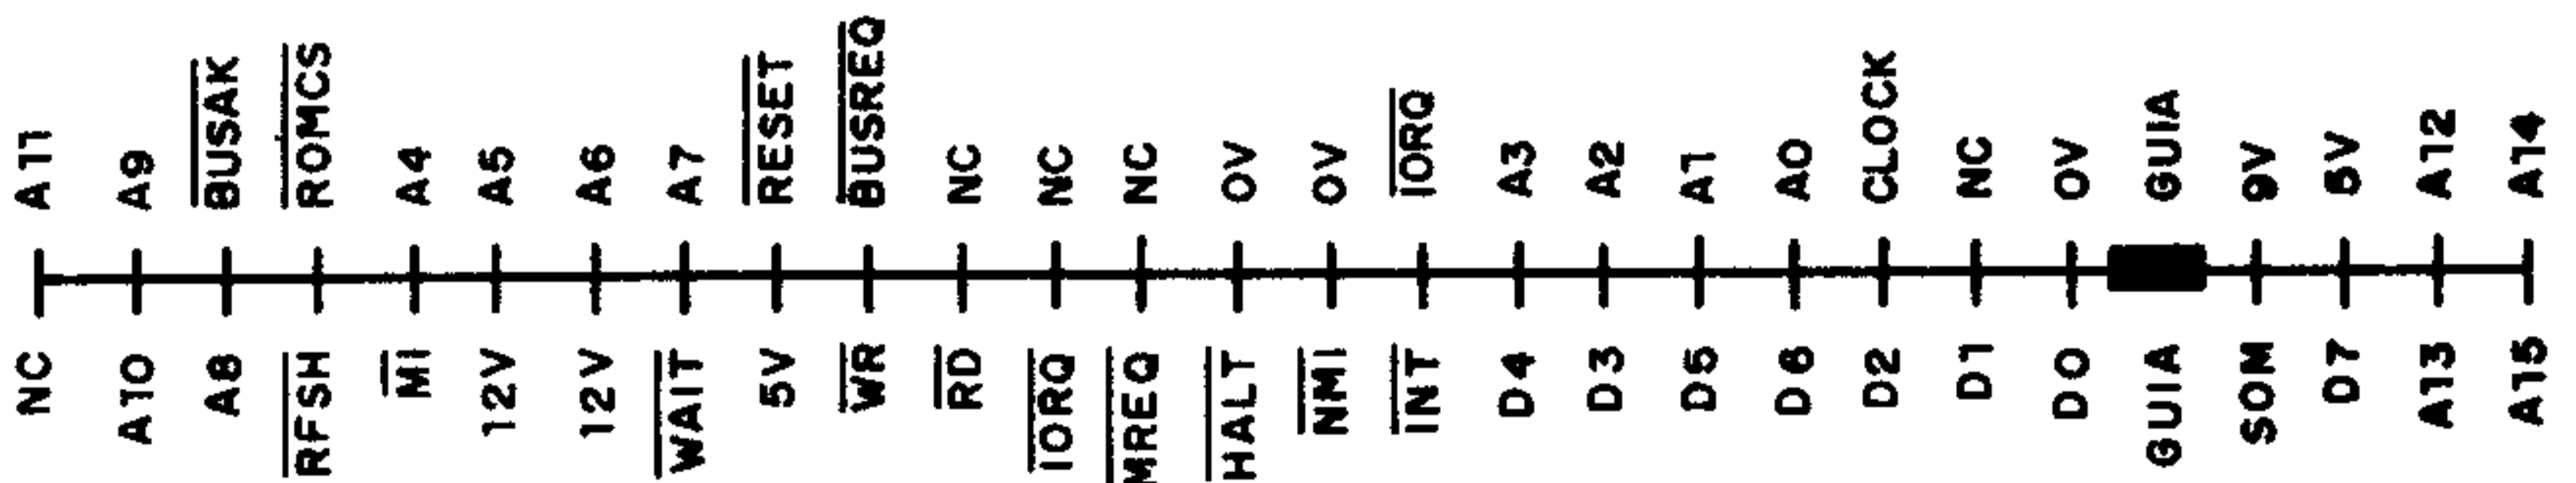 A11 A9 BUSAK ROMCS A4 A5 A6 A7 RESET BUSREQ NC NC NC 0V 0V IORQ A3 A2 A1 A0 CLOCK NC 0V GUIA 9V 5V A12 A14
NC A10 A8 RFSH M1 12V 12V WAIT 5V WR RD IORQ MREQ HALT NMI INT D4 D3 D5 D6 D2 D1 D0 GUIA SOM D7 A13 A15